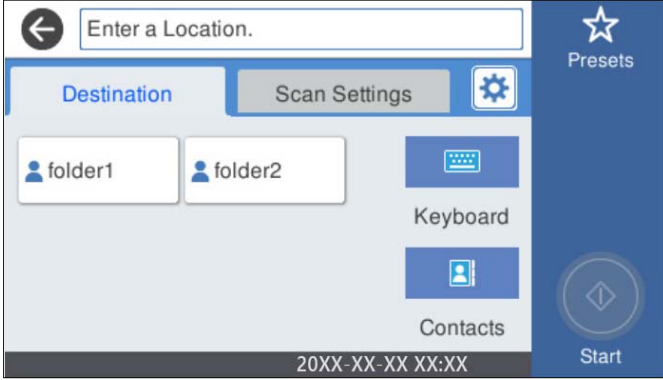 Enter a Location.
Presets
Destination
Scan Settings
folder1
folder2
Keyboard
Contacts
Start
20XX-XX-XX XX:XX